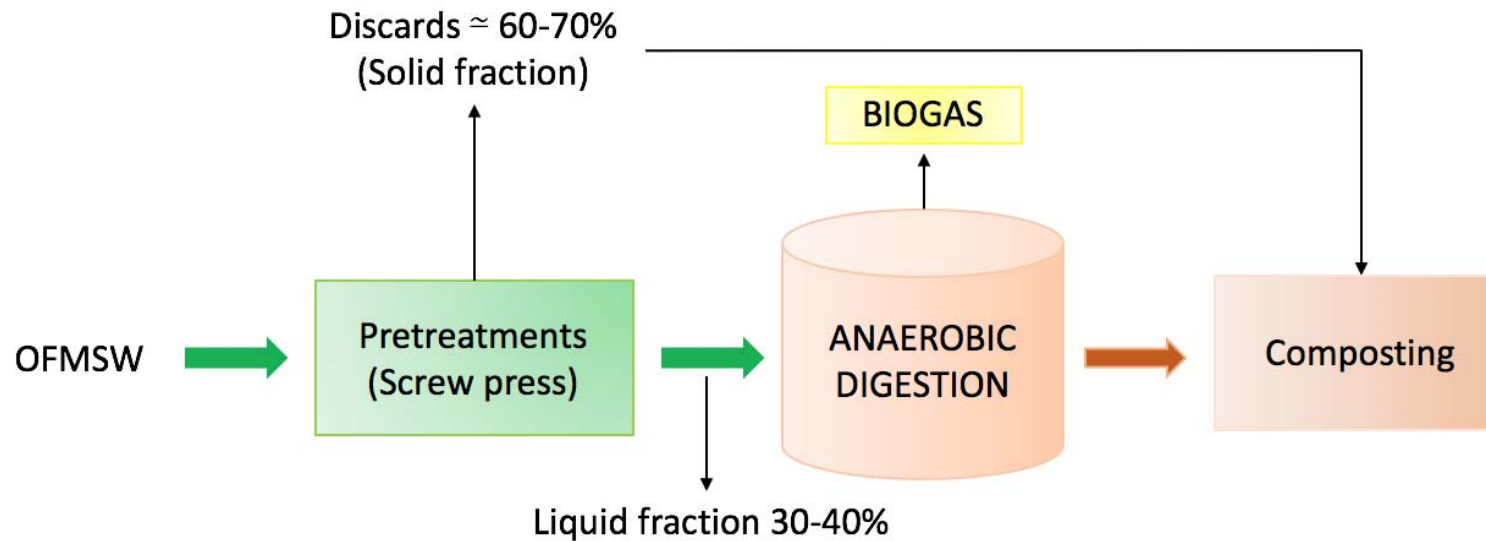 Discards ≃ 60-70%
(Solid fraction)
BIOGAS
OFMSW
Pretreatments
(Screw press)
ANAEROBIC
DIGESTION
Composting
Liquid fraction 30-40%